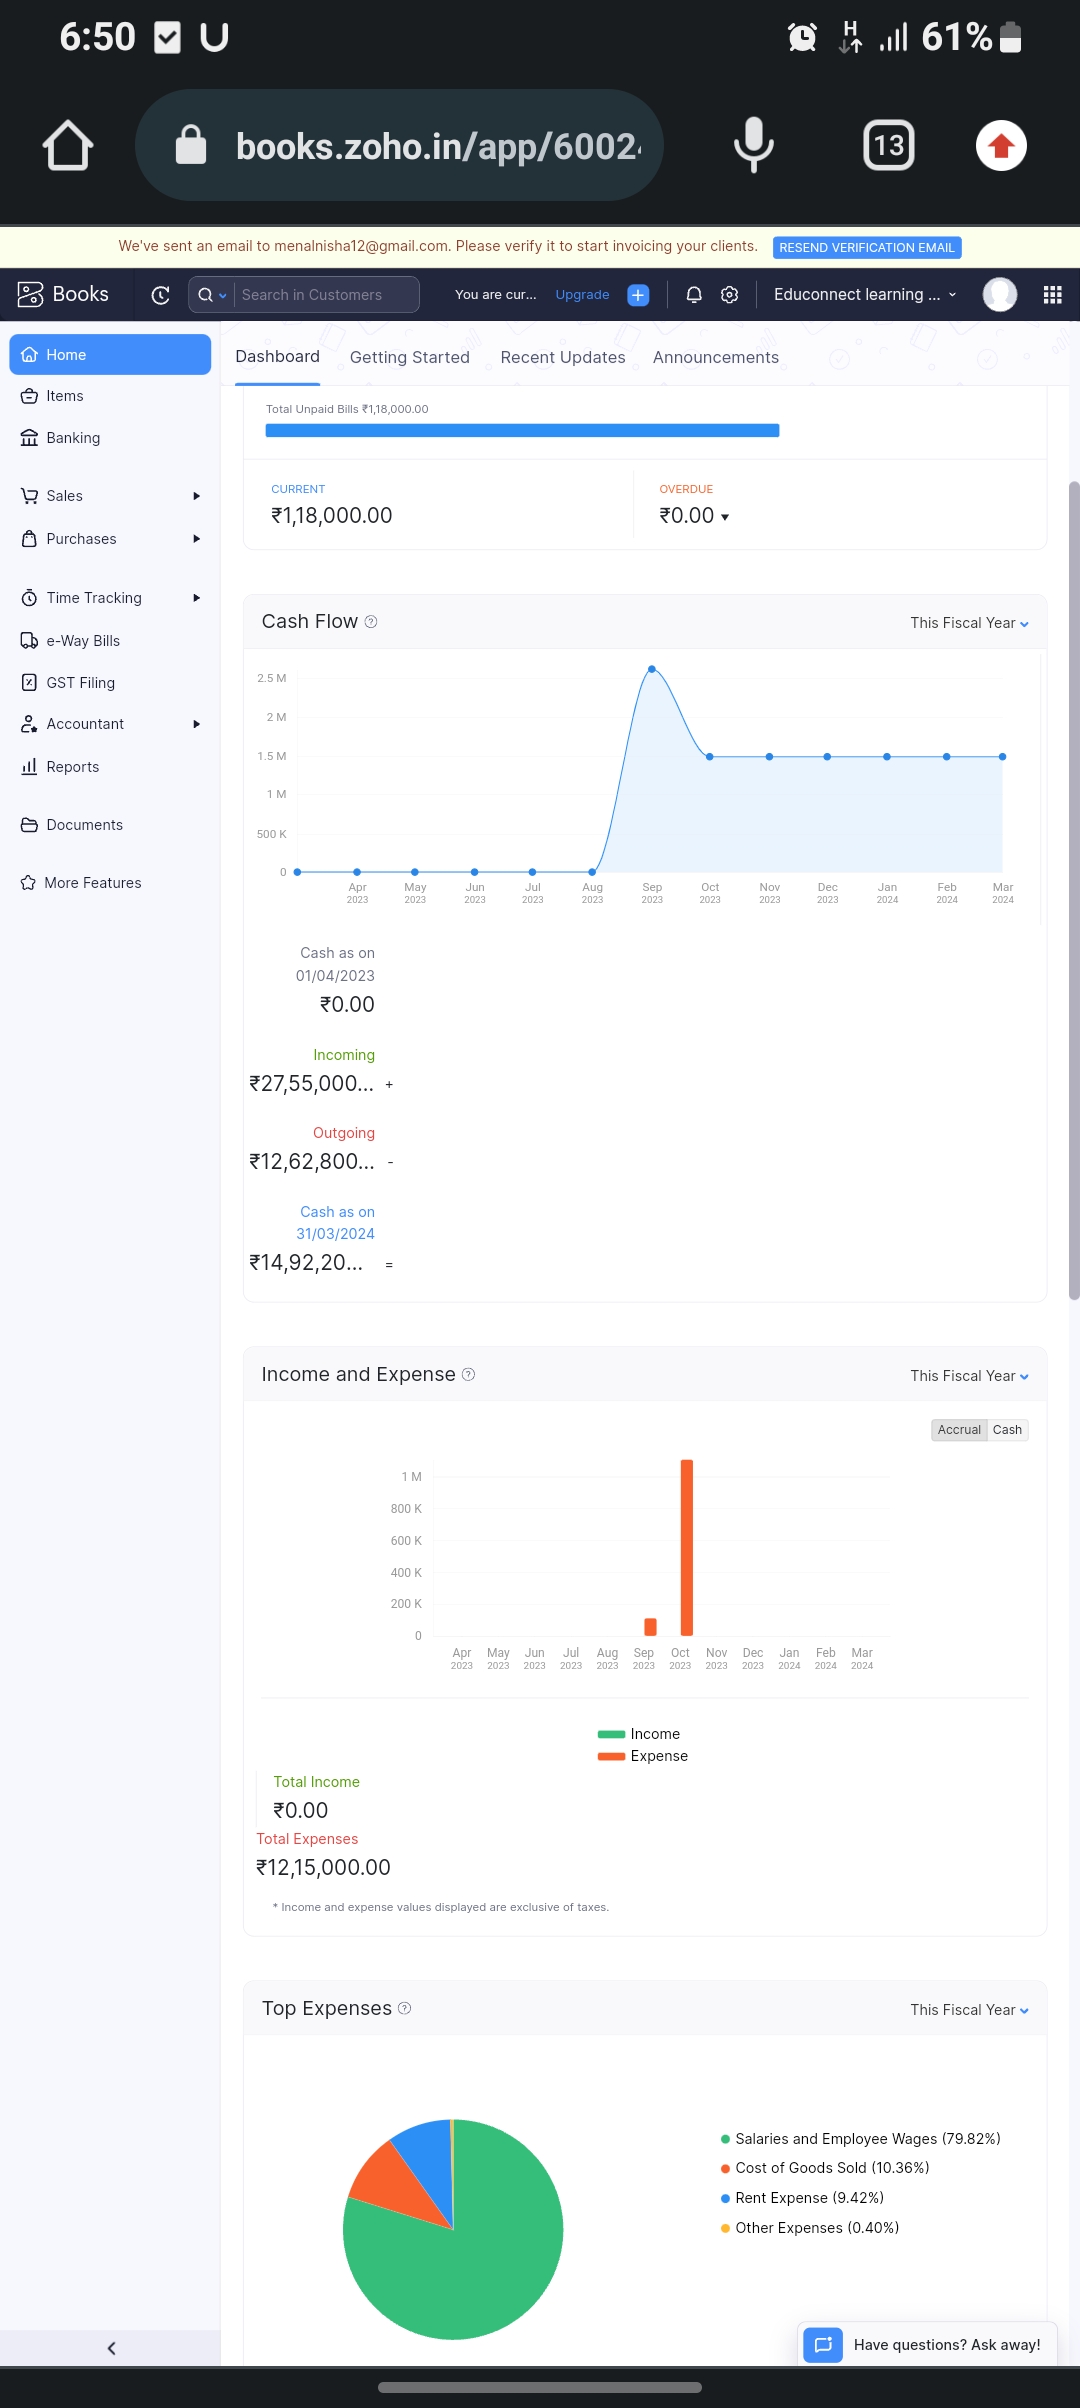 6:50
H
61%
books.zoho.in/app/6002
13
We've sent an email to menalnisha12@gmail.com. Please verify it to start invoicing your clients.
RESEND VERIFICATION EMAIL
Books
Search in Customers
You are cur...
Upgrade
Educonnect learning ...
Home
Items
Banking
Sales
Purchases
Time Tracking
e-Way Bills
GST Filing
Accountant
Reports
Documents
More Features
Dashboard
Getting Started
Recent Updates
Announcements
Total Unpaid Bills ₹1,18,000.00
CURRENT
₹1,18,000.00
OVERDUE
₹0.00
Cash Flow
This Fiscal Year
2.5 M
2 M
1.5 M
1 M
500 K
0
Apr May Jun Jul Aug Sep Oct Nov Dec Jan Feb Mar
2023 2023 2023 2023 2023 2023 2023 2023 2023 2024 2024 2024
Cash as on
01/04/2023
₹0.00
Incoming
₹27,55,000... +
Outgoing
₹12,62,800... -
Cash as on
31/03/2024
₹14,92,20... =
Income and Expense
This Fiscal Year
Accrual
Cash
1 M
800 K
600 K
400 K
200 K
0
Apr May Jun Jul Aug Sep Oct Nov Dec Jan Feb Mar
2023 2023 2023 2023 2023 2023 2023 2023 2023 2024 2024 2024
Income
Expense
Total Income
₹0.00
Total Expenses
₹12,15,000.00
* Income and expense values displayed are exclusive of taxes.
Top Expenses
This Fiscal Year
Salaries and Employee Wages (79.82%)
Cost of Goods Sold (10.36%)
Rent Expense (9.42%)
Other Expenses (0.40%)
Have questions? Ask away!